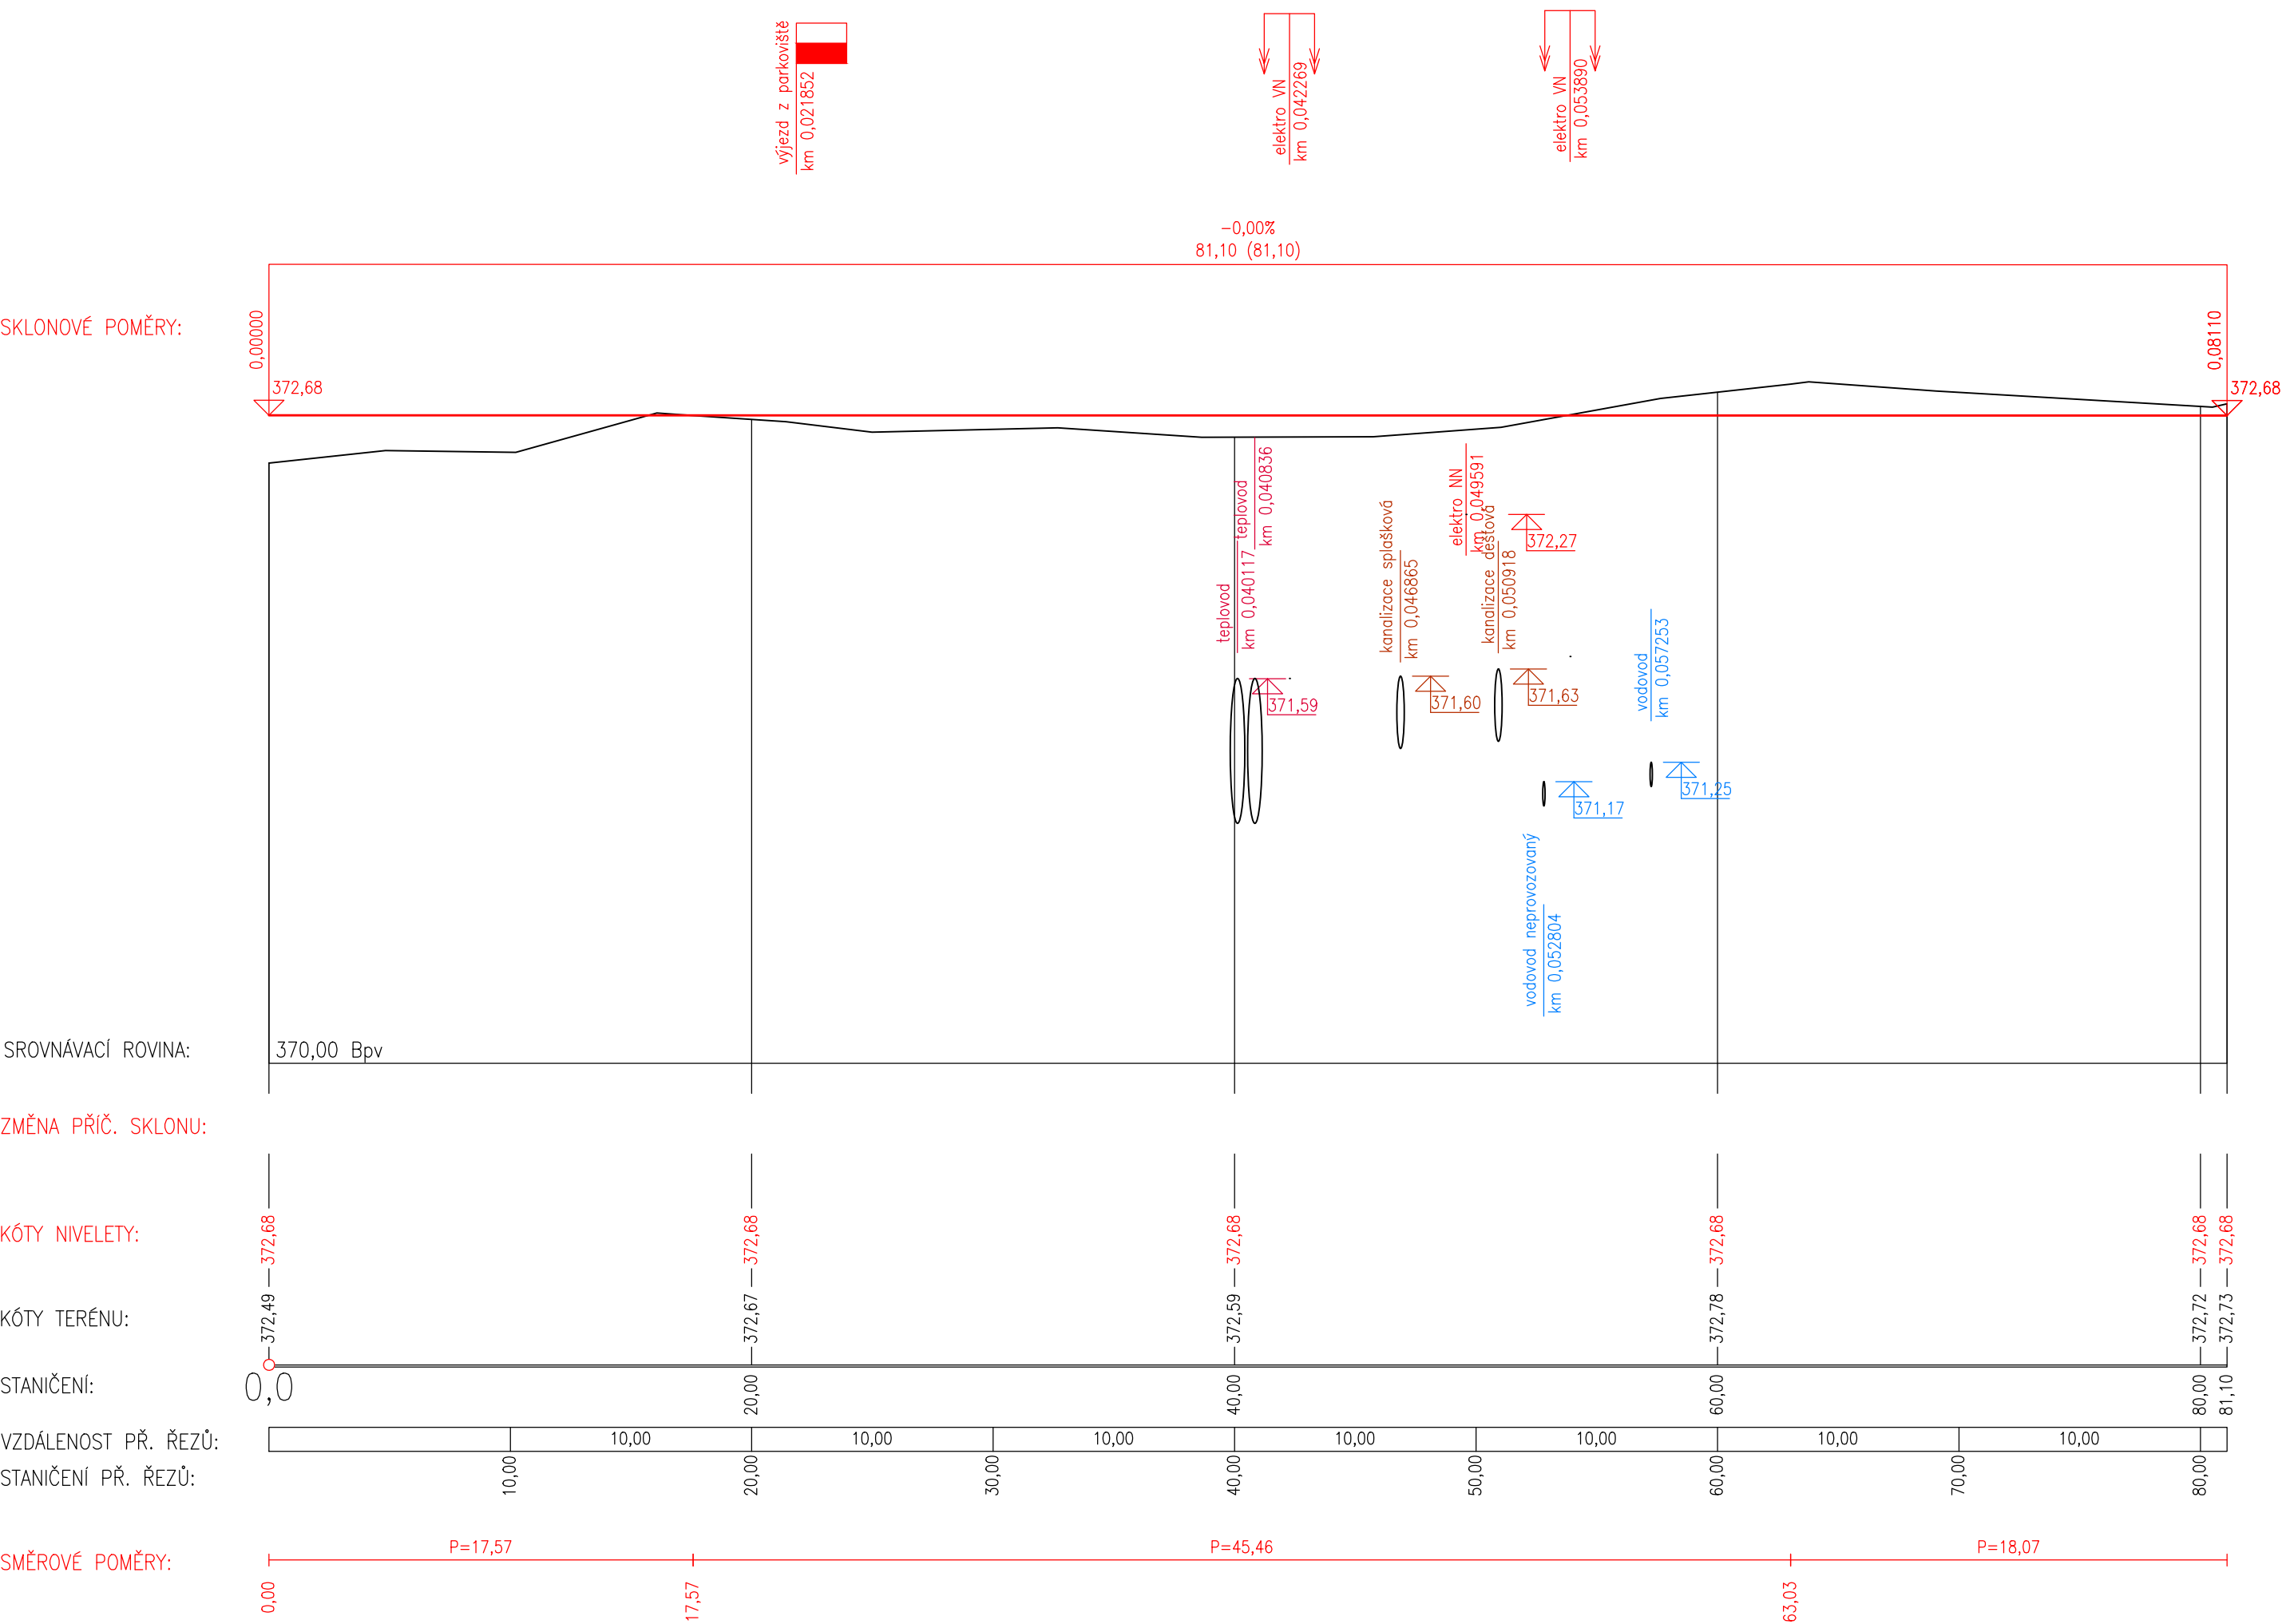 výjezd z parkoviště
km 0,021852
elektro VN
km 0,042269
elektro VN
km 0,053890
-0,00%
81,10 (81,10)
SKLONOVÉ POMĚRY:
0,00000
0,08110
372,68
372,68
teplovod
km 0,040836
teplovod
km 0,040117
371,59
kanalizace splašková
km 0,046865
371,60
elektro NN
km 0,049591
372,27
kanalizace dešťová
km 0,050918
371,63
vodovod
km 0,057253
371,25
371,17
vodovod neprovozovaný
km 0,052804
SROVNÁVACÍ ROVINA:
370,00 Bpv
ZMĚNA PŘÍČ. SKLONU:
KÓTY NIVELETY:
372,68 372,68 372,68 372,68 372,68 372,68
KÓTY TERÉNU:
372,49 372,67 372,59 372,78 372,72 372,73
STANIČENÍ:
0,0 20,00 40,00 60,00 80,00 81,10
VZDÁLENOST PŘ. ŘEZŮ:
10,00 10,00 10,00 10,00 10,00 10,00 10,00
STANIČENÍ PŘ. ŘEZŮ:
10,00 20,00 30,00 40,00 50,00 60,00 70,00 80,00
SMĚROVÉ POMĚRY:
P=17,57 P=45,46 P=18,07
0,00 17,57 63,03